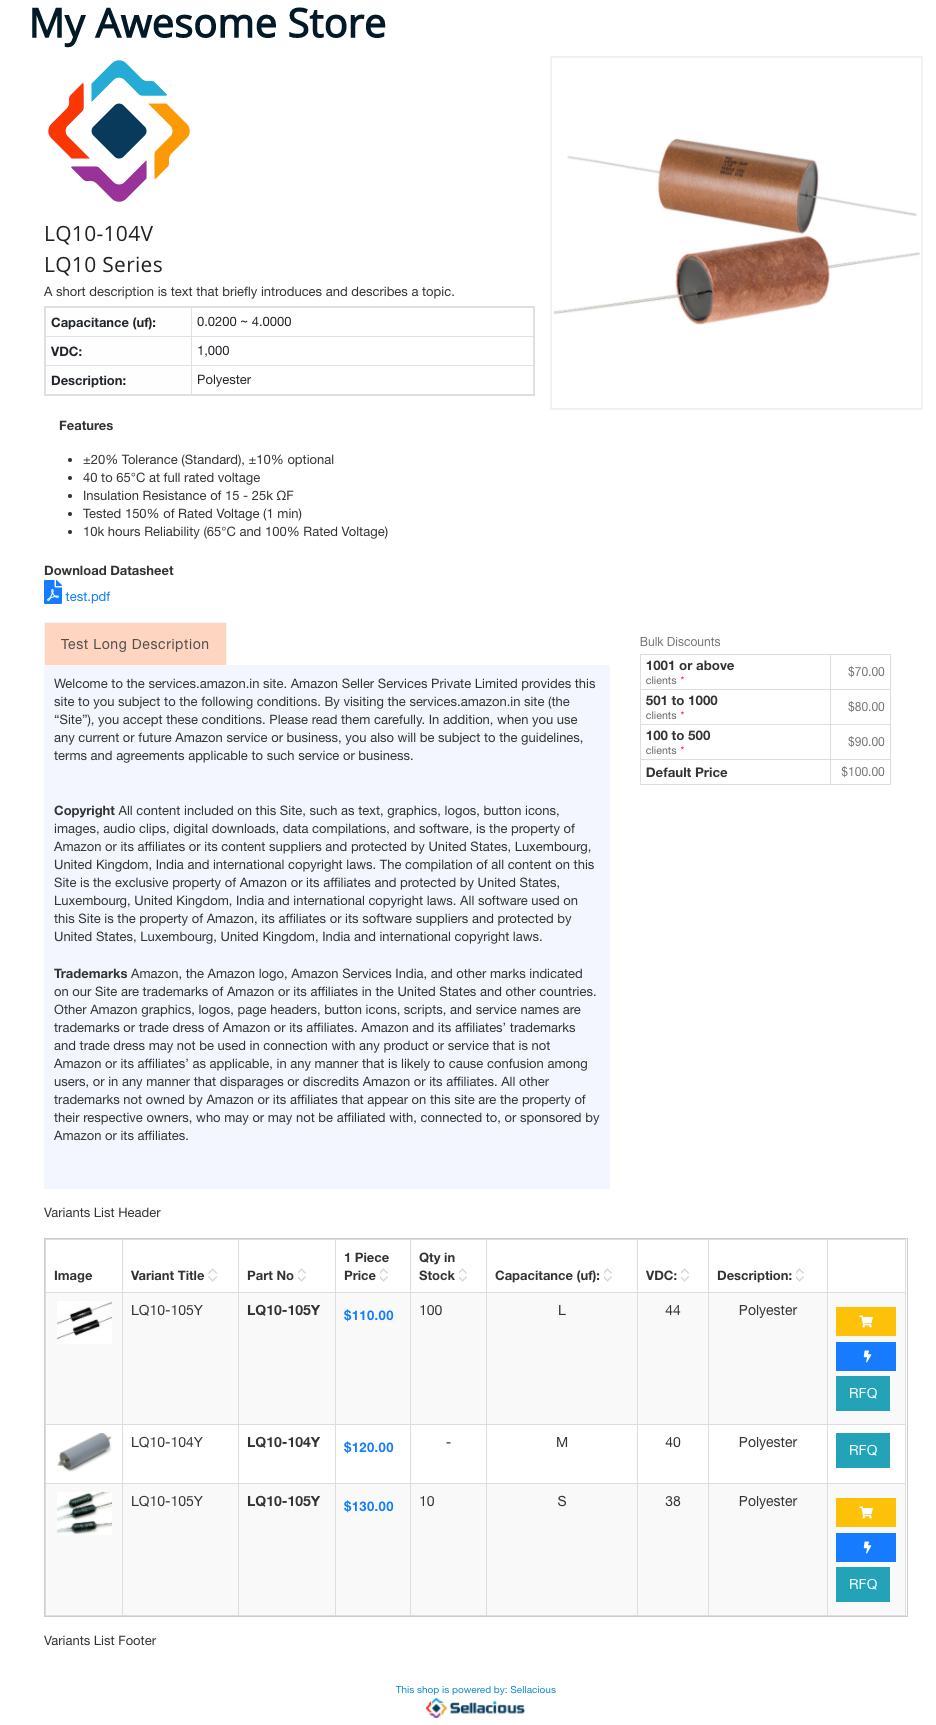 My Awesome Store
LQ10-104V
LQ10 Series
A short description is text that briefly introduces and describes a topic.
Capacitance (uf): 0.0200 ~ 4.0000
VDC: 1,000
Description: Polyester
Features
• ±20% Tolerance (Standard), ±10% optional
• 40 to 65°C at full rated voltage
• Insulation Resistance of 15 - 25k ΩF
• Tested 150% of Rated Voltage (1 min)
• 10k hours Reliability (65°C and 100% Rated Voltage)
Download Datasheet
test.pdf
Test Long Description
Welcome to the services.amazon.in site. Amazon Seller Services Private Limited provides this
site to you subject to the following conditions. By visiting the services.amazon.in site (the
“Site”), you accept these conditions. Please read them carefully. In addition, when you use
any current or future Amazon service or business, you also will be subject to the guidelines,
terms and agreements applicable to such service or business.
Copyright All content included on this Site, such as text, graphics, logos, button icons,
images, audio clips, digital downloads, data compilations, and software, is the property of
Amazon or its affiliates or its content suppliers and protected by United States, Luxembourg,
United Kingdom, India and international copyright laws. The compilation of all content on this
Site is the exclusive property of Amazon or its affiliates and protected by United States,
Luxembourg, United Kingdom, India and international copyright laws. All software used on
this Site is the property of Amazon, its affiliates or its software suppliers and protected by
United States, Luxembourg, United Kingdom, India and international copyright laws.
Trademarks Amazon, the Amazon logo, Amazon Services India, and other marks indicated
on our Site are trademarks of Amazon or its affiliates in the United States and other countries.
Other Amazon graphics, logos, page headers, button icons, scripts, and service names are
trademarks or trade dress of Amazon or its affiliates. Amazon and its affiliates’ trademarks
and trade dress may not be used in connection with any product or service that is not
Amazon or its affiliates’ as applicable, in any manner that is likely to cause confusion among
users, or in any manner that disparages or discredits Amazon or its affiliates. All other
trademarks not owned by Amazon or its affiliates that appear on this site are the property of
their respective owners, who may or may not be affiliated with, connected to, or sponsored by
Amazon or its affiliates.
Bulk Discounts
1001 or above $70.00
clients *
501 to 1000 $80.00
clients *
100 to 500 $90.00
clients *
Default Price $100.00
Variants List Header
Image Variant Title Part No 1 Piece Price Qty in Stock Capacitance (uf): VDC: Description:
LQ10-105Y LQ10-105Y $110.00 100 L 44 Polyester
RFQ
LQ10-104Y LQ10-104Y $120.00 - M 40 Polyester RFQ
LQ10-105Y LQ10-105Y $130.00 10 S 38 Polyester
RFQ
Variants List Footer
This shop is powered by: Sellacious
Sellacious